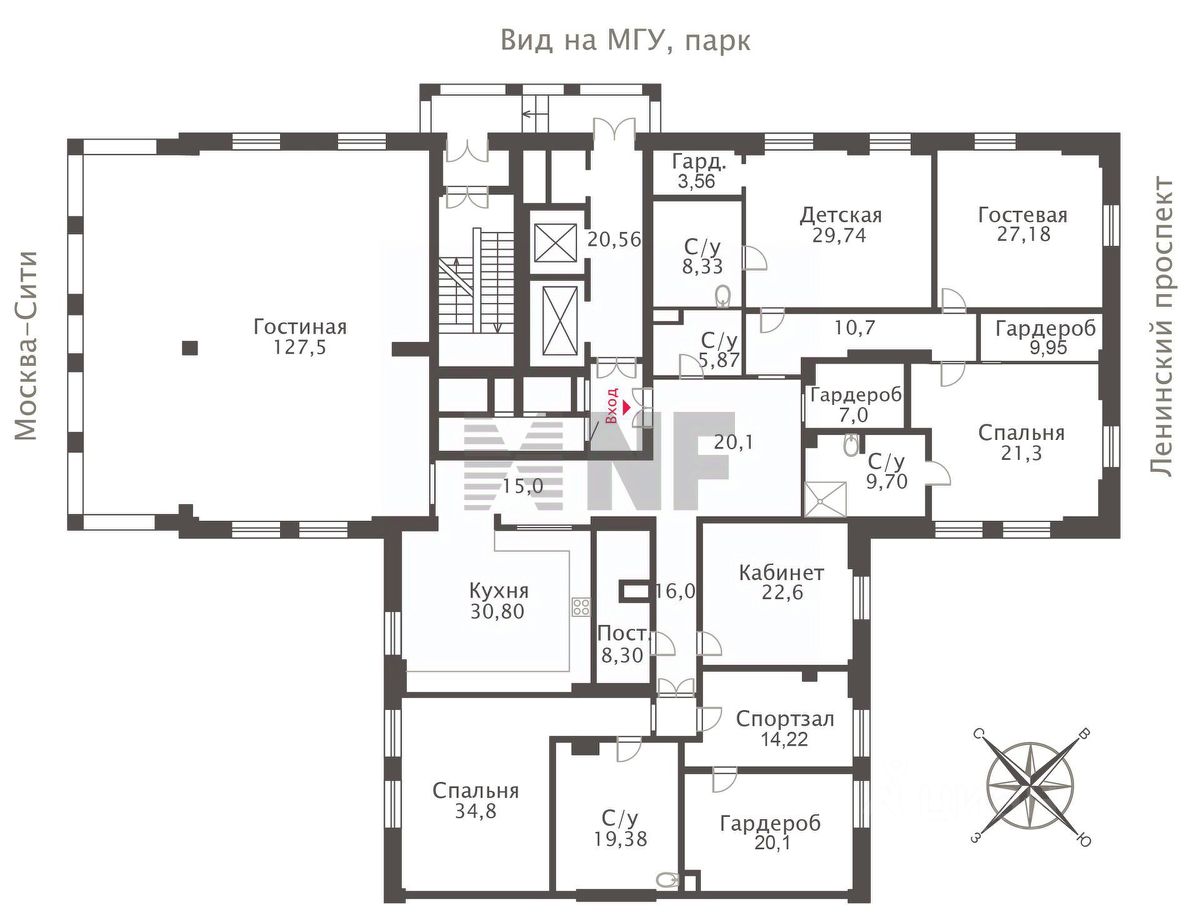 Вид на МГУ, парк
Москва-Сити
Ленинский проспект
Гостиная
127,5
20,56
Гард.
3,56
С/у
8,33
Детская
29,74
Гостевая
27,18
С/у
5,87
10,7
Гардероб
9,95
Вход
Гардероб
7,0
20,1
Спальня
21,3
С/у
9,70
15,0
NF
Кухня
30,80
Пост.
8,30
16,0
Кабинет
22,6
Спортзал
14,22
Спальня
34,8
С/у
19,38
Гардероб
20,1
С
В
З
Ю